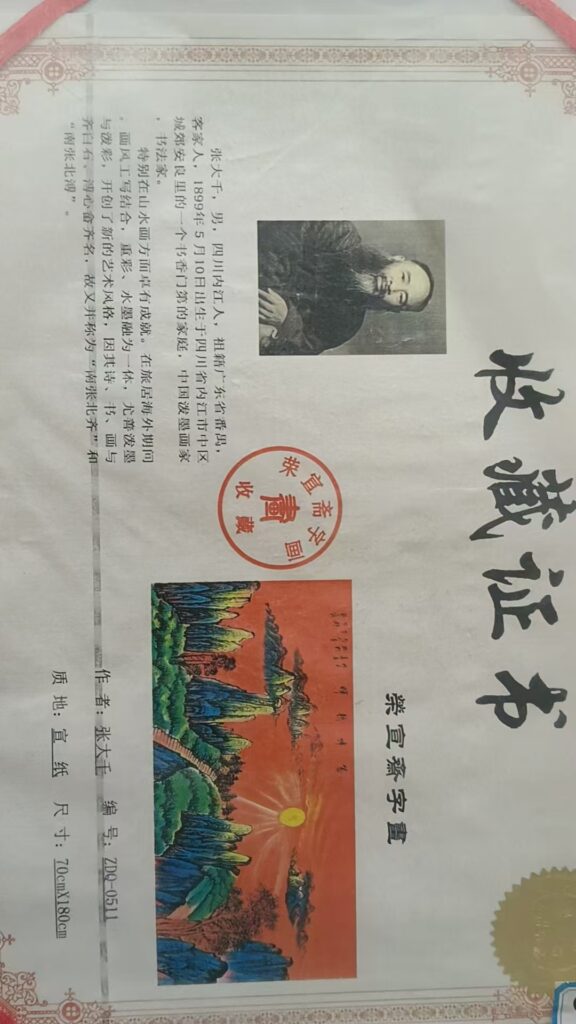 收藏证书
榮宣齋字畫
张大千，男，四川内江人，祖籍广东省番禺，
客家人，1899年5月10日出生于四川省内江市中区
城郊安良里的一个书香门第的家庭，中国泼墨画家
，书法家。
特别在山水画方面卓有成就。在旅居海外期间
。画风工写结合，重彩、水墨融为一体，尤善泼墨
与泼彩，开创了新的艺术风格，因其诗、书、画与
齐白石、溥心畬齐名，故又并称为“南张北齐”和
“南张北溥”。
榮宣斋
畵
收藏
作者：张大千 编号：ZDQ-0511
质地：宣纸 尺寸：70cmX180cm